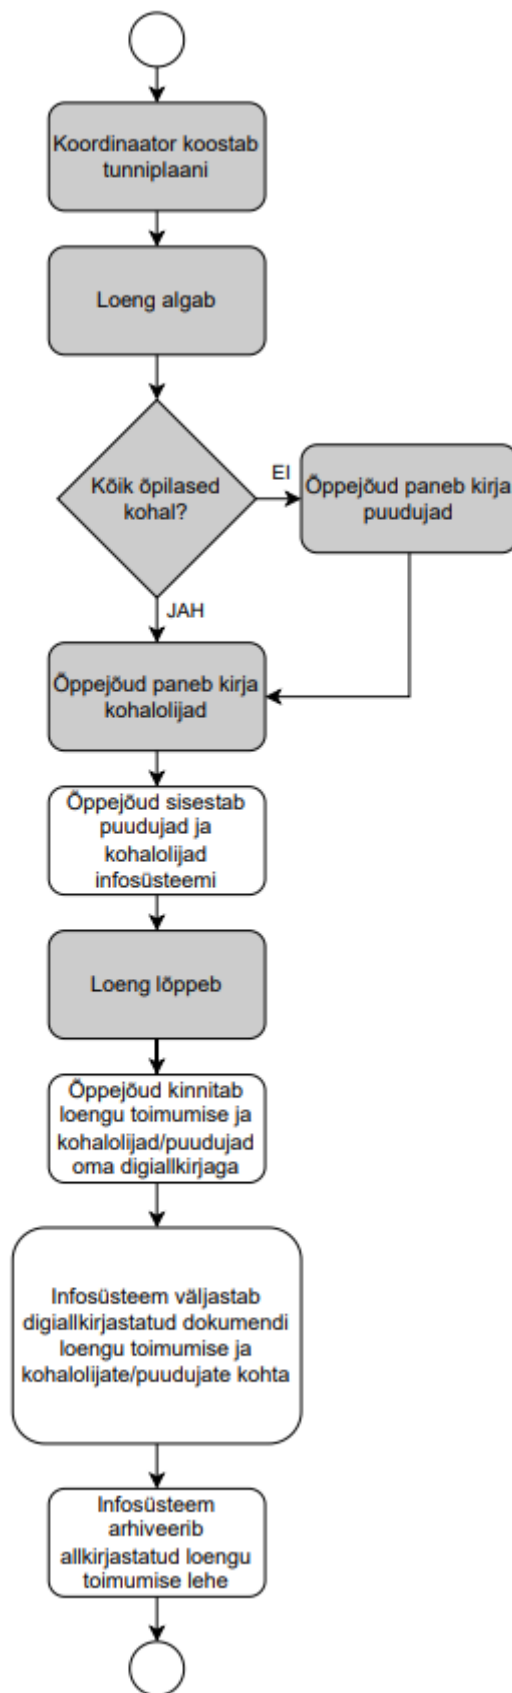 Koordinaator koostab
tunniplaani
Loeng algab
Kõik õpilased
kohal?
EI
Õppejõud paneb kirja
puudujad
JAH
Õppejõud paneb kirja
kohalolijad
Õppejõud sisestab
puudujad ja
kohalolijad
infosüsteemi
Loeng lõppeb
Õppejõud kinnitab
loengu toimumise ja
kohalolijad/puudujad
oma digiallkirjaga
Infosüsteem väljastab
digiallkirjastatud dokumendi
loengu toimumise ja
kohalolijate/puudujate kohta
Infosüsteem
arhiveerib
allkirjastatud loengu
toimumise lehe